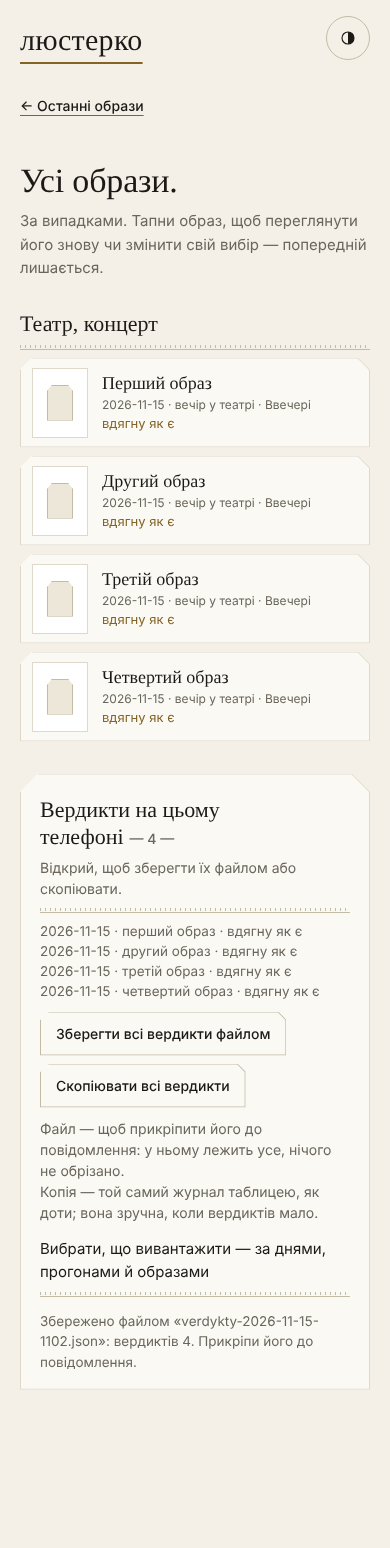 люстерко
← Останні образи
Усі образи.
За випадками. Тапни образ, щоб переглянути
його знову чи змінити свій вибір — попередній
лишається.
Театр, концерт
Перший образ
2026-11-15 · вечір у театрі · Ввечері
вдягну як є
Другий образ
2026-11-15 · вечір у театрі · Ввечері
вдягну як є
Третій образ
2026-11-15 · вечір у театрі · Ввечері
вдягну як є
Четвертий образ
2026-11-15 · вечір у театрі · Ввечері
вдягну як є
Вердикти на цьому
телефоні — 4 —
Відкрий, щоб зберегти їх файлом або
скопіювати.
2026-11-15 · перший образ · вдягну як є
2026-11-15 · другий образ · вдягну як є
2026-11-15 · третій образ · вдягну як є
2026-11-15 · четвертий образ · вдягну як є
Зберегти всі вердикти файлом
Скопіювати всі вердикти
Файл — щоб прикріпити його до
повідомлення: у ньому лежить усе, нічого
не обрізано.
Копія — той самий журнал таблицею, як
доти; вона зручна, коли вердиктів мало.
Вибрати, що вивантажити — за днями,
прогонами й образами
Збережено файлом «verdykty-2026-11-15-
1102.json»: вердиктів 4. Прикріпи його до
повідомлення.